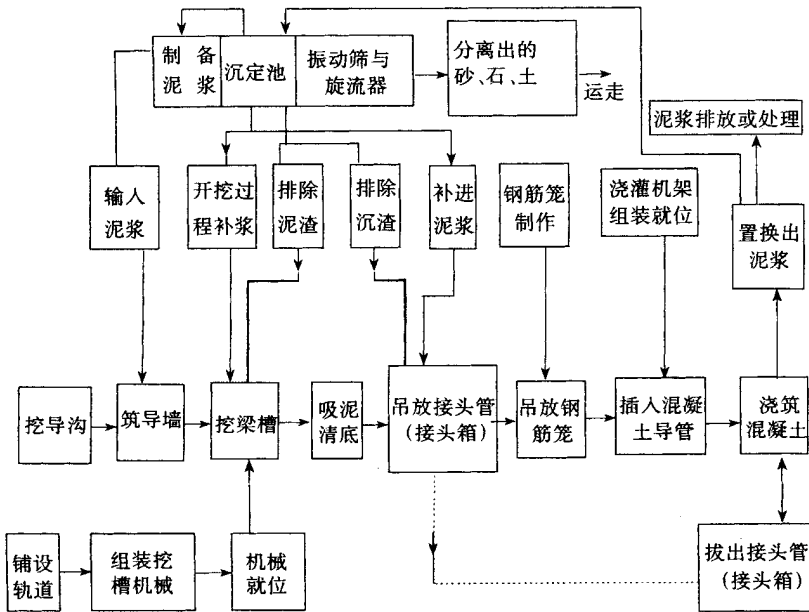 制备
泥浆
沉定池
振动筛与
旋流器
分离出的
砂、石、土
运走
泥浆排放或处理
输人
泥浆
开挖过
程补浆
排除
泥渣
排除
沉渣
补进
泥浆
钢筋笼
制作
浇灌机架
组装就位
置换出
泥浆
挖导沟
筑导墙
挖梁槽
吸泥
清底
吊放接头管
(接头箱)
吊放钢
筋笼
插人混凝
土导管
浇筑
混凝土
铺设
轨道
组装挖
槽机械
机械
就位
拔出接头管
(接头箱)